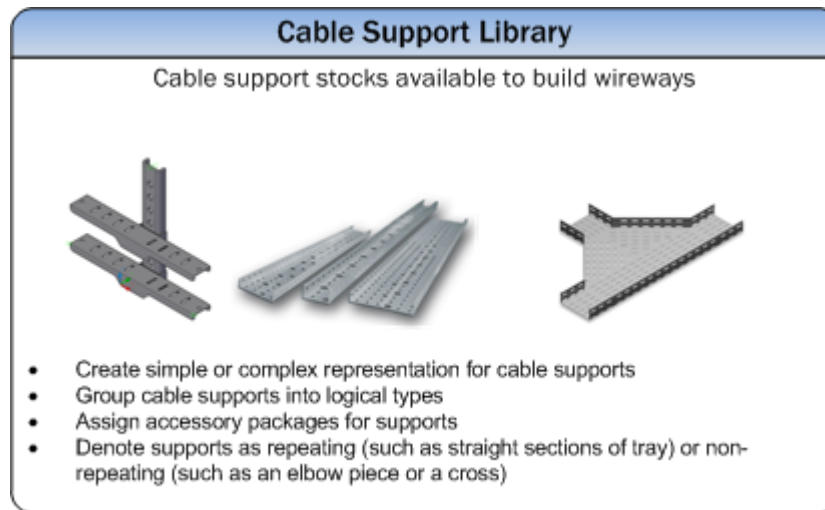 Cable Support Library
Cable support stocks available to build wireways
• Create simple or complex representation for cable supports
• Group cable supports into logical types
• Assign accessory packages for supports
• Denote supports as repeating (such as straight sections of tray) or non-
repeating (such as an elbow piece or a cross)